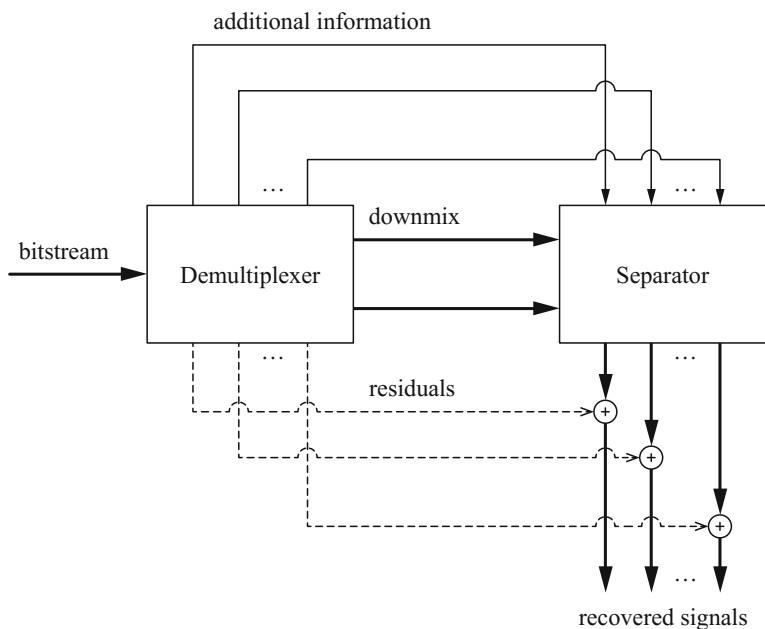 additional information
...
...
downmix
bitstream
Demultiplexer
Separator
...
...
residuals
+
+
+
...
recovered signals